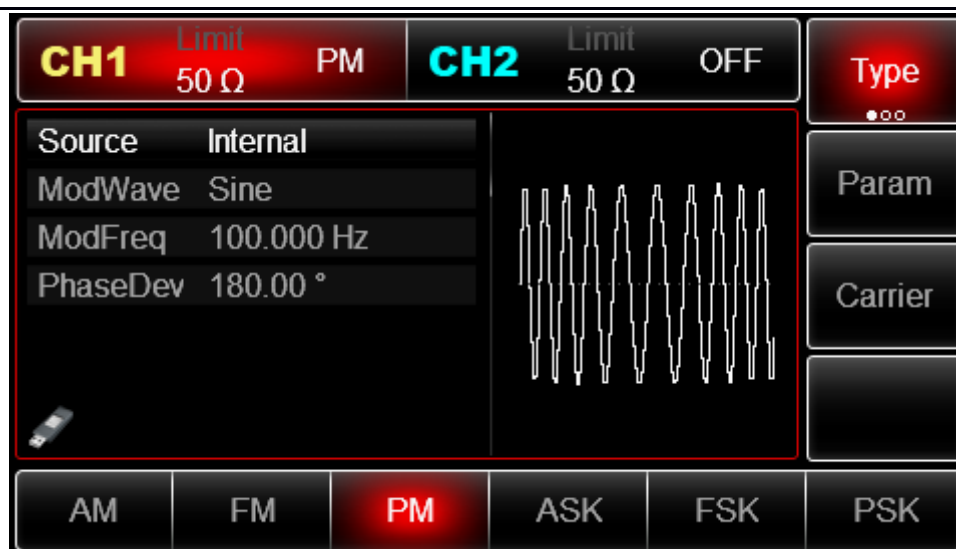 CH1 Limit 50 Ω PM CH2 Limit 50 Ω OFF Type
Source Internal
ModWave Sine Param
ModFreq 100.000 Hz
PhaseDev 180.00 ° Carrier
AM FM PM ASK FSK PSK